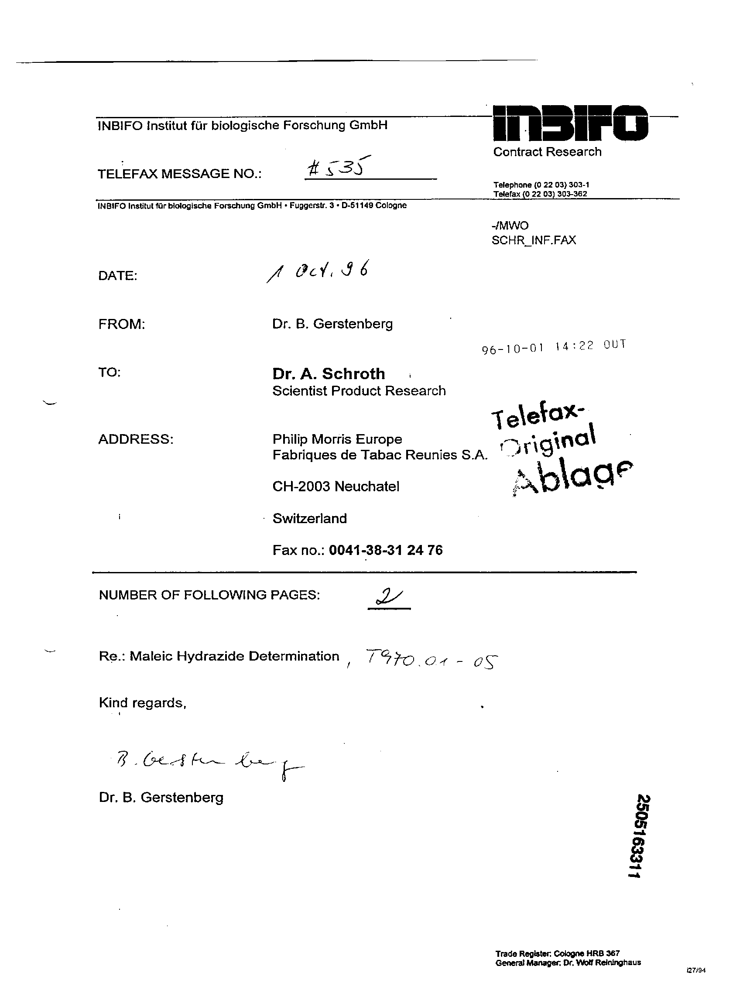 INBIFO Institut für biologische Forschung GmbH
INBIFO
Contract Research
TELEFAX MESSAGE NO.: #535
Telephone (0 22 03) 303-1
Telefax (0 22 03) 303-362
INBIFO Institut für biologische Forschung GmbH • Fuggerstr. 3 • D-51149 Cologne
-/MWO
SCHR_INF.FAX
DATE: 1 Oct. 96
FROM: Dr. B. Gerstenberg
96-10-01 14:22 OUT
TO: Dr. A. Schroth
Scientist Product Research
Telefax-
Original
Ablage
ADDRESS: Philip Morris Europe
Fabriques de Tabac Reunies S.A.
CH-2003 Neuchatel
Switzerland
Fax no.: 0041-38-31 24 76
NUMBER OF FOLLOWING PAGES: 2
Re.: Maleic Hydrazide Determination, T970.01-05
Kind regards,
B. Gerstenberg
Dr. B. Gerstenberg
2505163311
Trade Register: Cologne HRB 367
General Manager: Dr. Wolf Reininghaus
I27/94